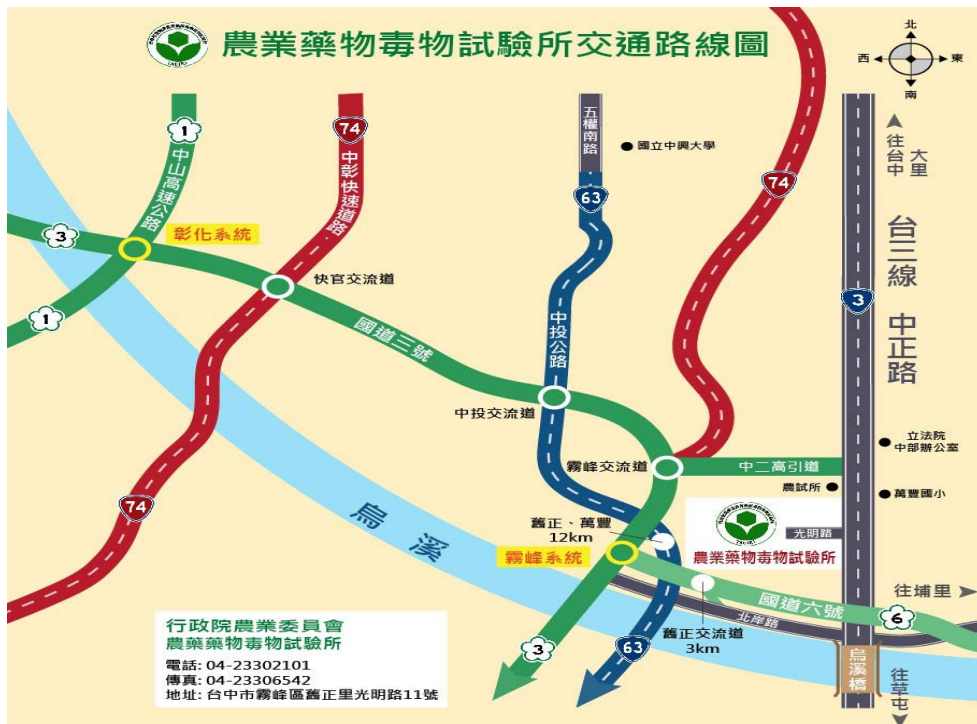 農業藥物毒物試驗所交通路線圖
北
西
東
南
1
中山高速公路
74
中彰快速道路
五權南路
國立中興大學
63
74
往台中
大里
3
彰化系統
快官交流道
1
國道三號
中投公路
3
台三線 中正路
中投交流道
霧峰交流道
中二高引道
立法院
中部辦公室
農試所
萬豐國小
74
烏溪
舊正、萬豐
12km
光明路
農業藥物毒物試驗所
霧峰系統
國道六號
往埔里
6
北岸路
舊正交流道
3km
3
63
烏溪橋
往草屯
行政院農業委員會
農藥藥物毒物試驗所
電話: 04-23302101
傳真: 04-23306542
地址: 台中市霧峰區舊正里光明路11號